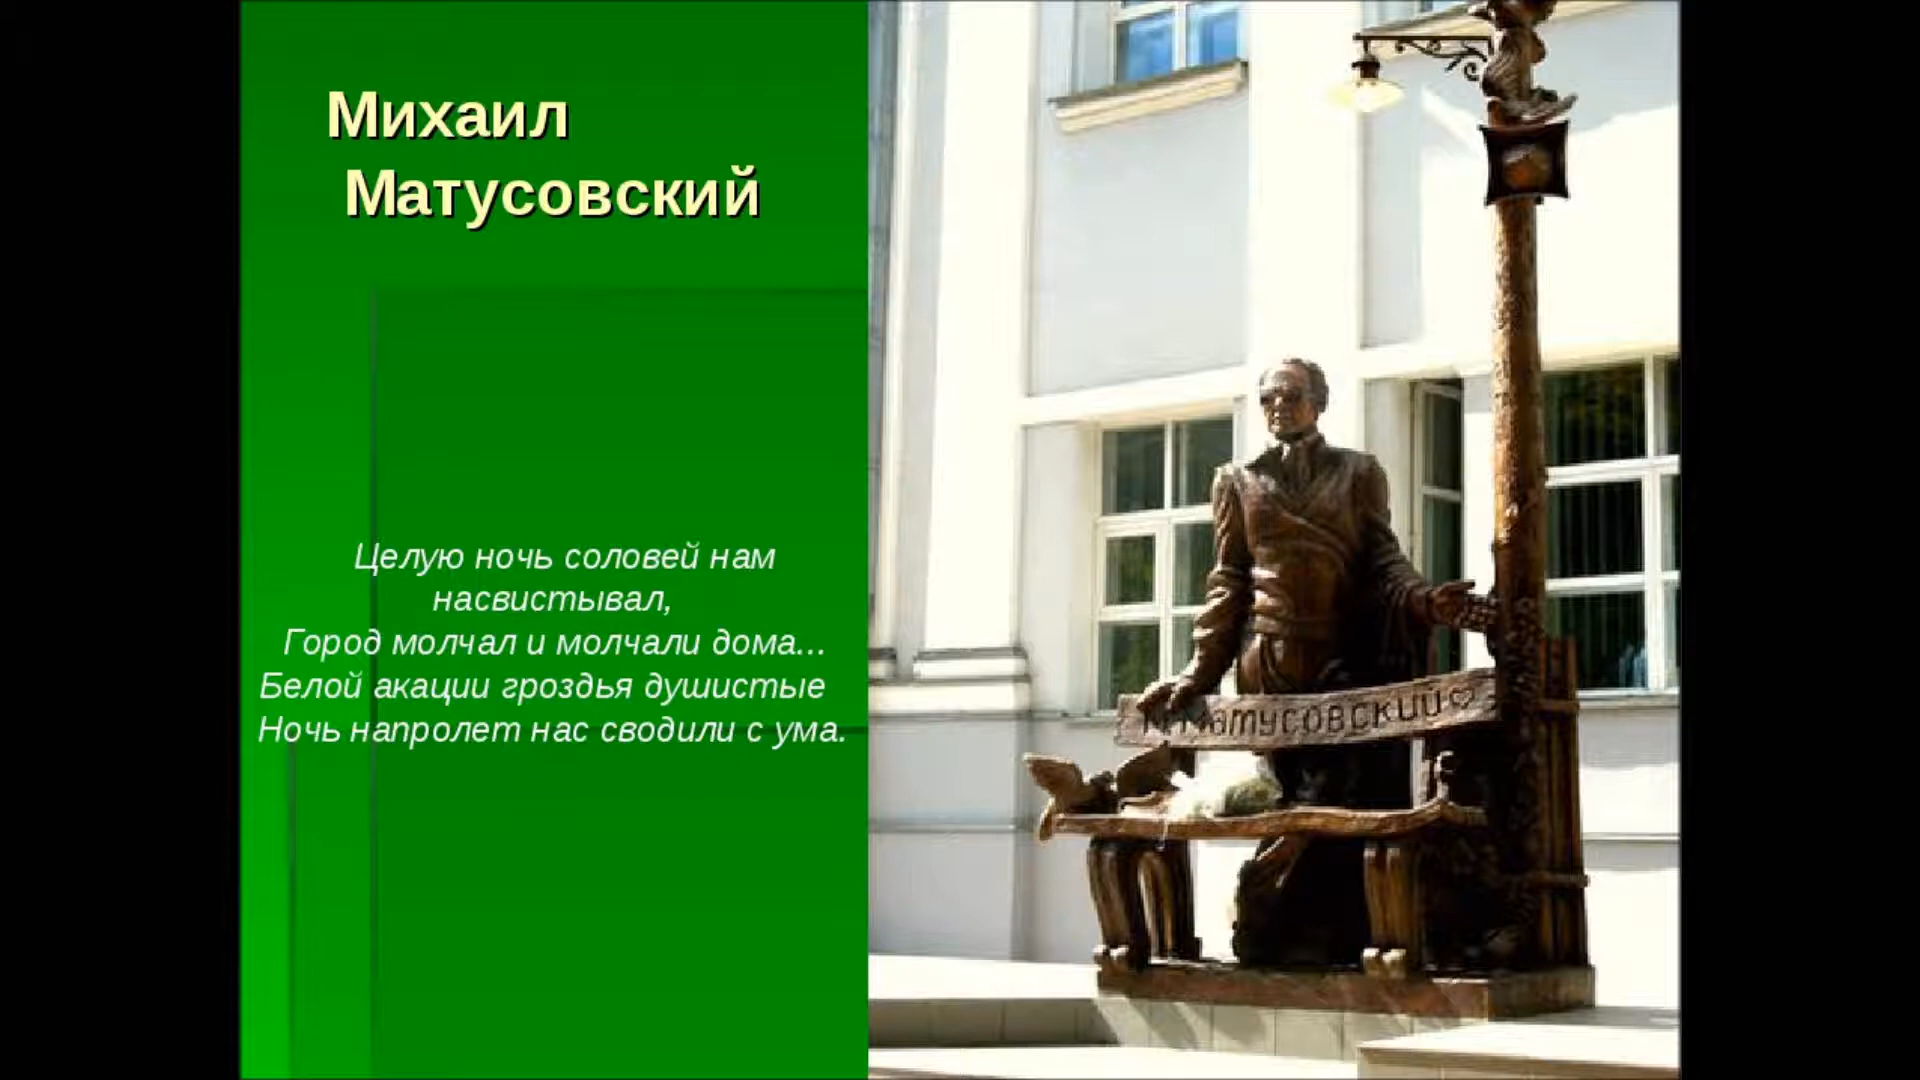 Михаил
Матусовский
Целую ночь соловей нам
насвистывал,
Город молчал и молчали дома...
Белой акации гроздья душистые
Ночь напролет нас сводили с ума.
М. Матусовский